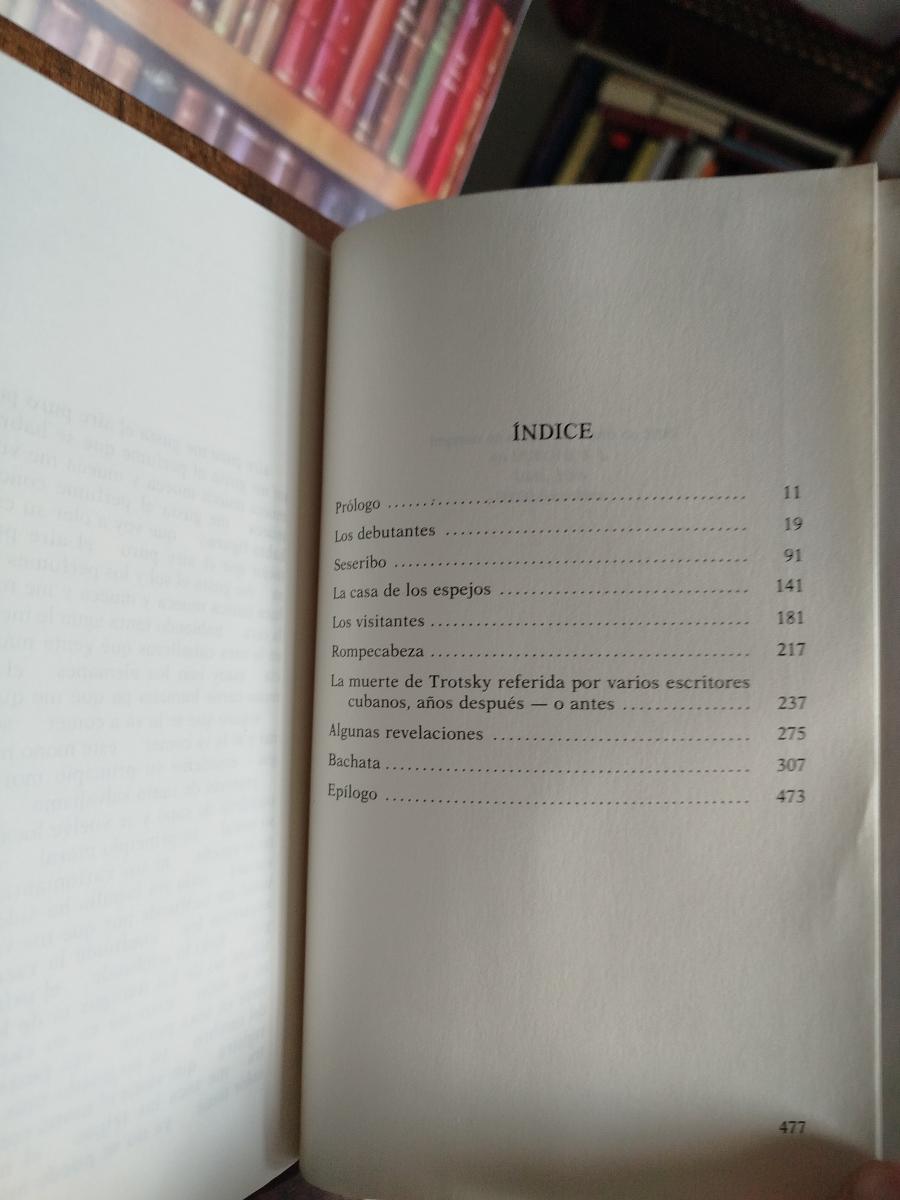 ÍNDICE
Prólogo ........................................ 11
Los debutantes ........................................ 19
Seseribo ........................................ 91
La casa de los espejos ........................................ 141
Los visitantes ........................................ 181
Rompecabeza ........................................ 217
La muerte de Trotsky referida por varios escritores
cubanos, años después — o antes ................ 237
Algunas revelaciones ........................................ 275
Bachata ........................................ 307
Epílogo ........................................ 473
477